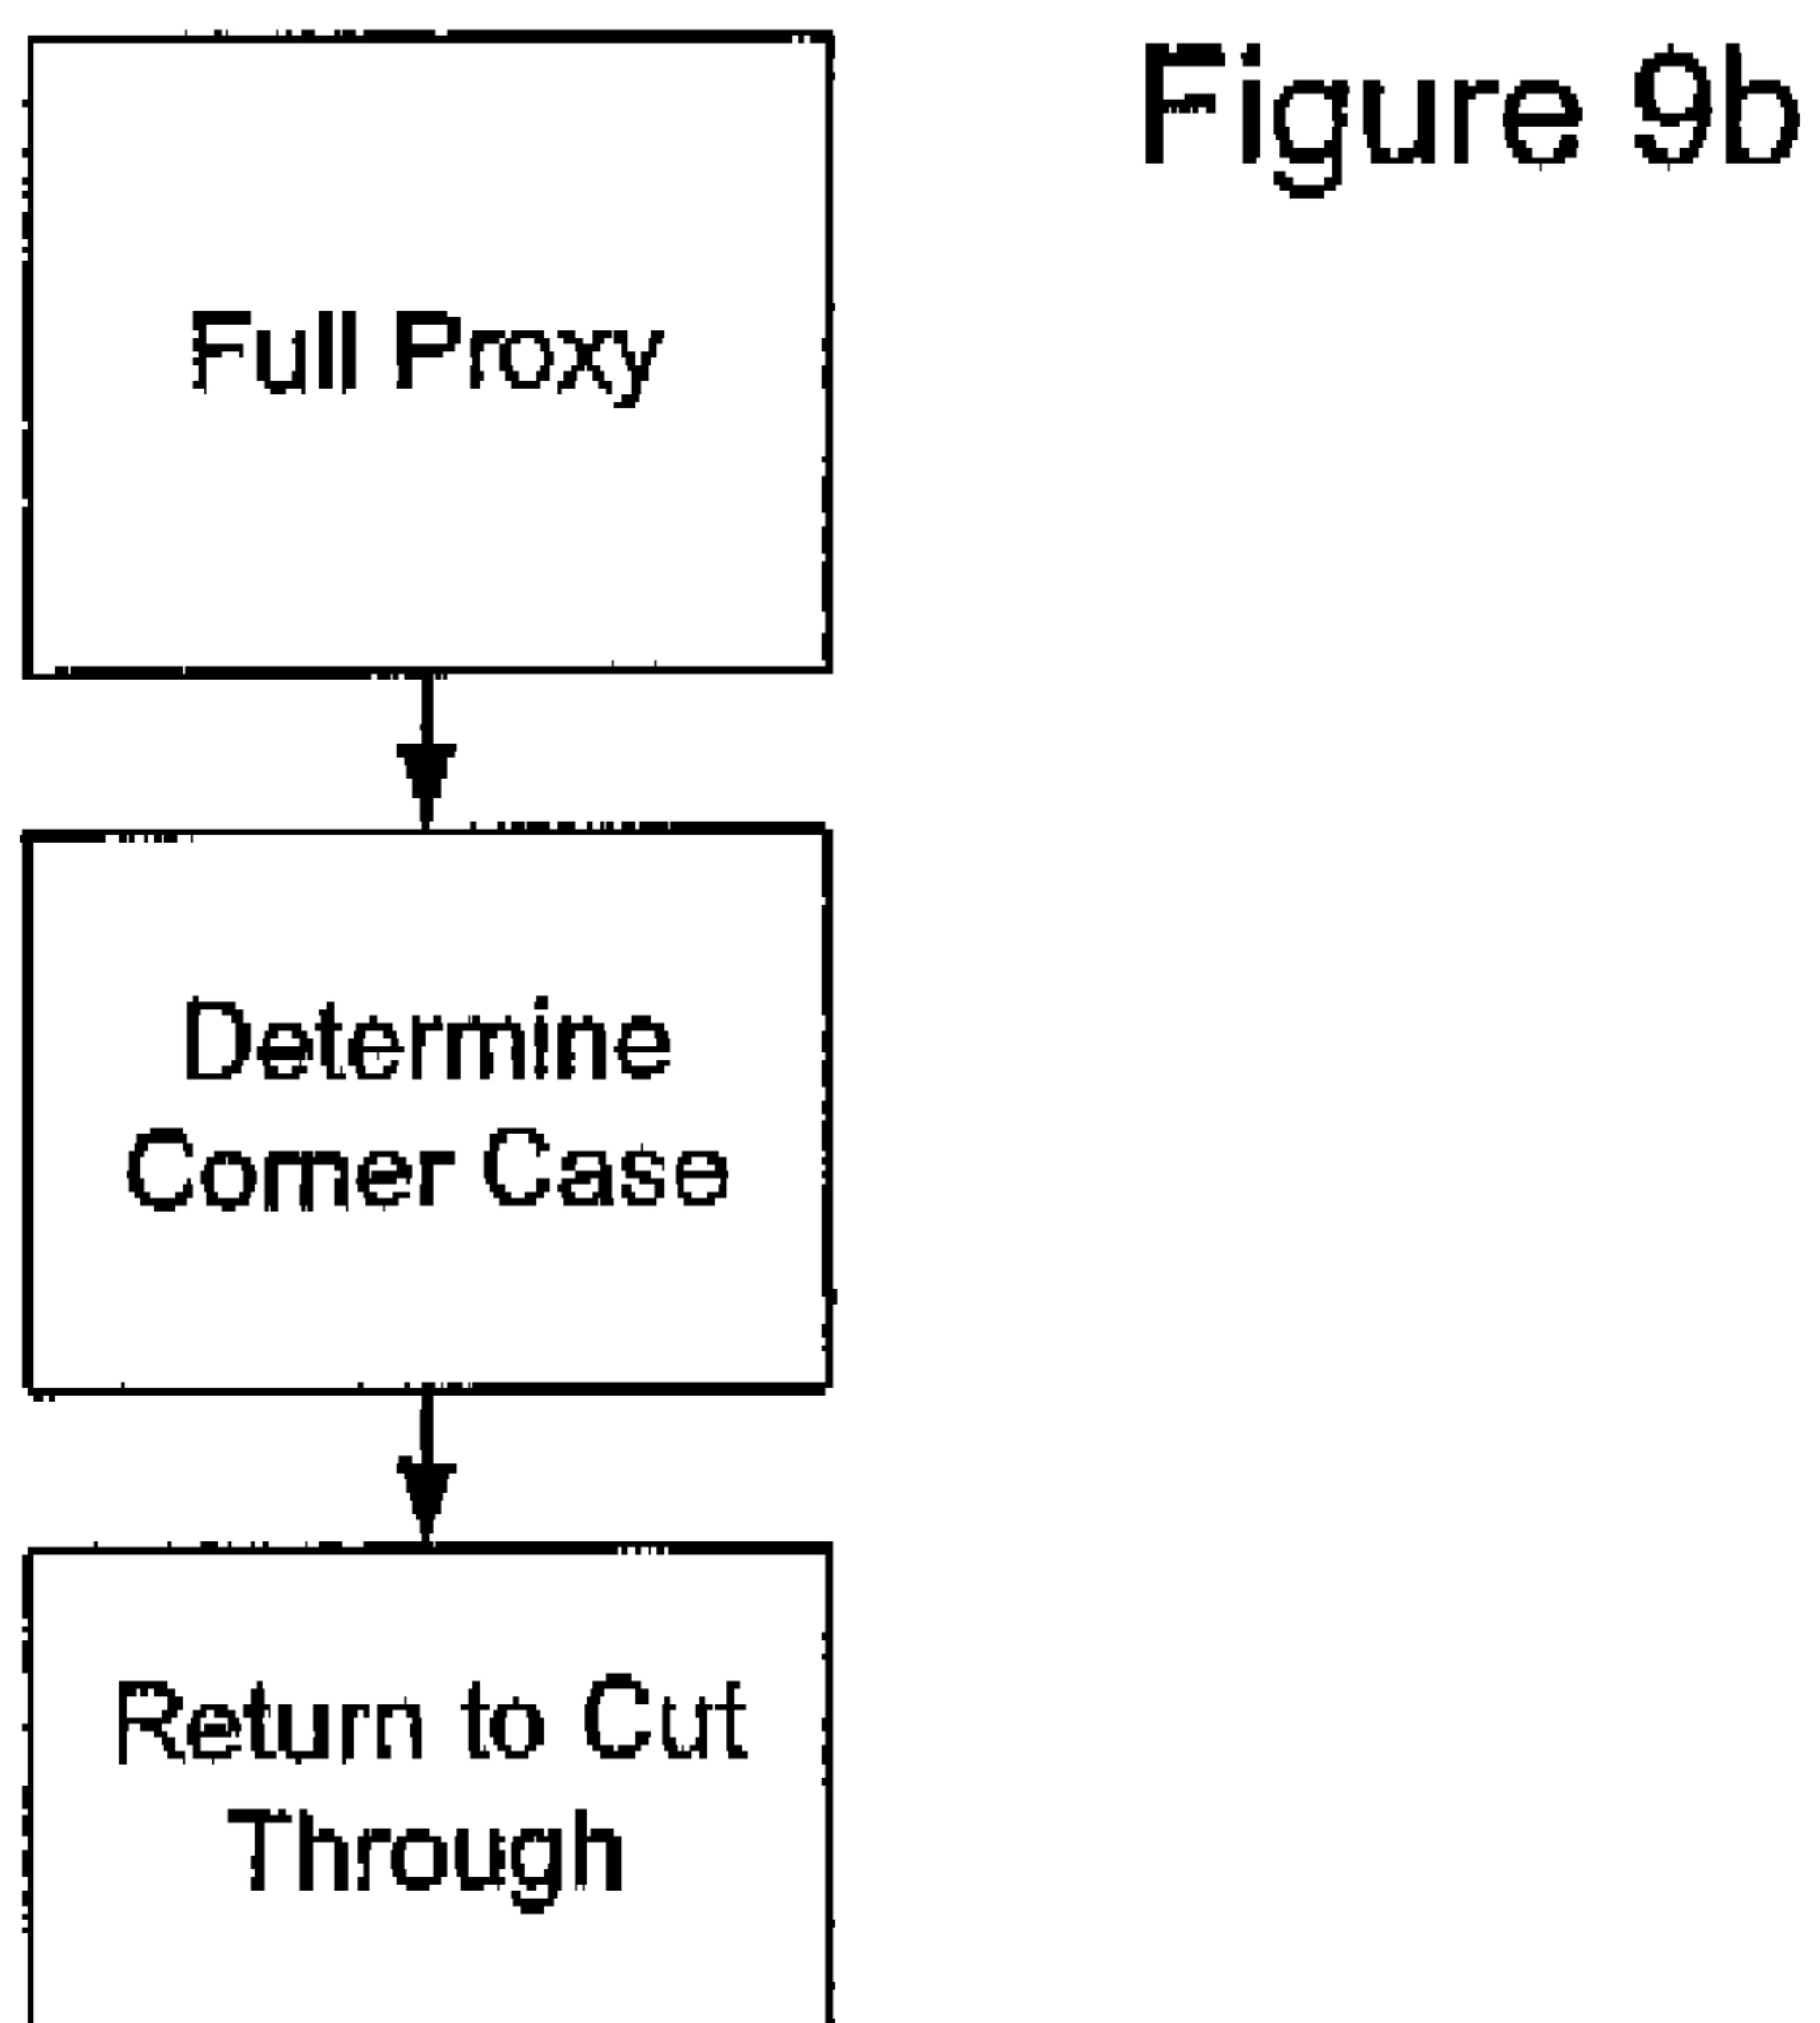 Figure 9b
Full Proxy
Determine
Corner Case
Return to Cut
Through